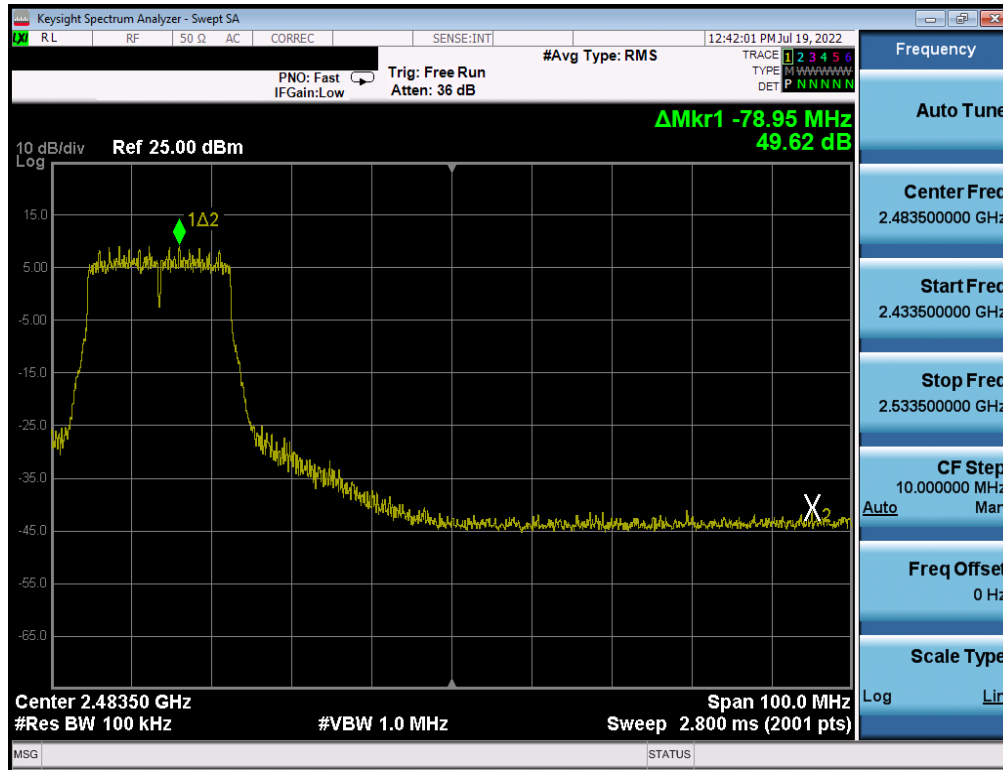 Keysight Spectrum Analyzer - Swept SA
LXI RL RF 50 Ω AC CORREC SENSE:INT 12:42:01 PM Jul 19, 2022
PNO: Fast
IFGain:Low
Trig: Free Run
Atten: 36 dB
#Avg Type: RMS
TRACE 1 2 3 4 5 6
TYPE M WWWWW
DET P N N N N N
ΔMkr1 -78.95 MHz
49.62 dB
10 dB/div
Log
Ref 25.00 dBm
15.0
5.00
-5.00
-15.0
-25.0
-35.0
-45.0
-55.0
-65.0
1Δ2
X2
Center 2.48350 GHz
#Res BW 100 kHz
#VBW 1.0 MHz
Span 100.0 MHz
Sweep 2.800 ms (2001 pts)
MSG
STATUS
Frequency
Auto Tune
Center Freq
2.483500000 GHz
Start Freq
2.433500000 GHz
Stop Freq
2.533500000 GHz
CF Step
10.000000 MHz
Auto Man
Freq Offset
0 Hz
Scale Type
Log Lin